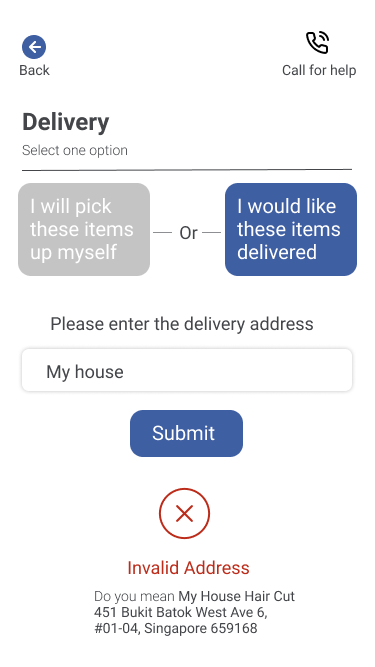 Back
Call for help
Delivery
Select one option
I will pick
these items
up myself
Or
I would like
these items
delivered
Please enter the delivery address
My house
Submit
Invalid Address
Do you mean My House Hair Cut
451 Bukit Batok West Ave 6,
#01-04, Singapore 659168